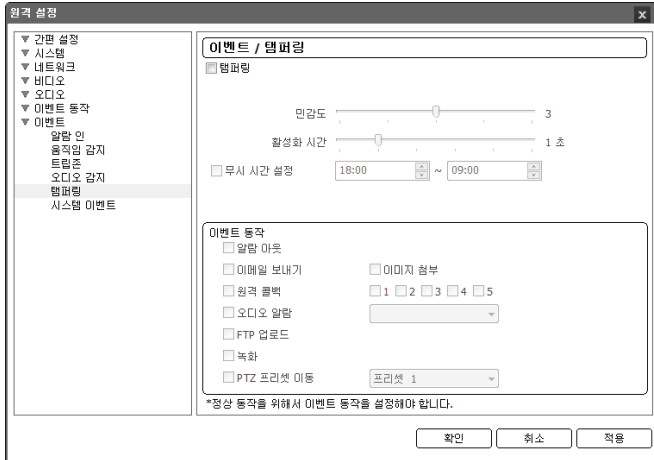 원격 설정
간편 설정
시스템
네트워크
비디오
오디오
이벤트 동작
이벤트
알람 인
움직임 감지
트립존
오디오 감지
탬퍼링
시스템 이벤트
이벤트 / 탬퍼링
탬퍼링
민감도 3
활성화 시간 1 초
무시 시간 설정 18:00 ~ 09:00
이벤트 동작
알람 아웃
이메일 보내기 이미지 첨부
원격 콜백 1 2 3 4 5
오디오 알람
FTP 업로드
녹화
PTZ 프리셋 이동 프리셋 1
*정상 동작을 위해서 이벤트 동작을 설정해야 합니다.
확인 취소 적용